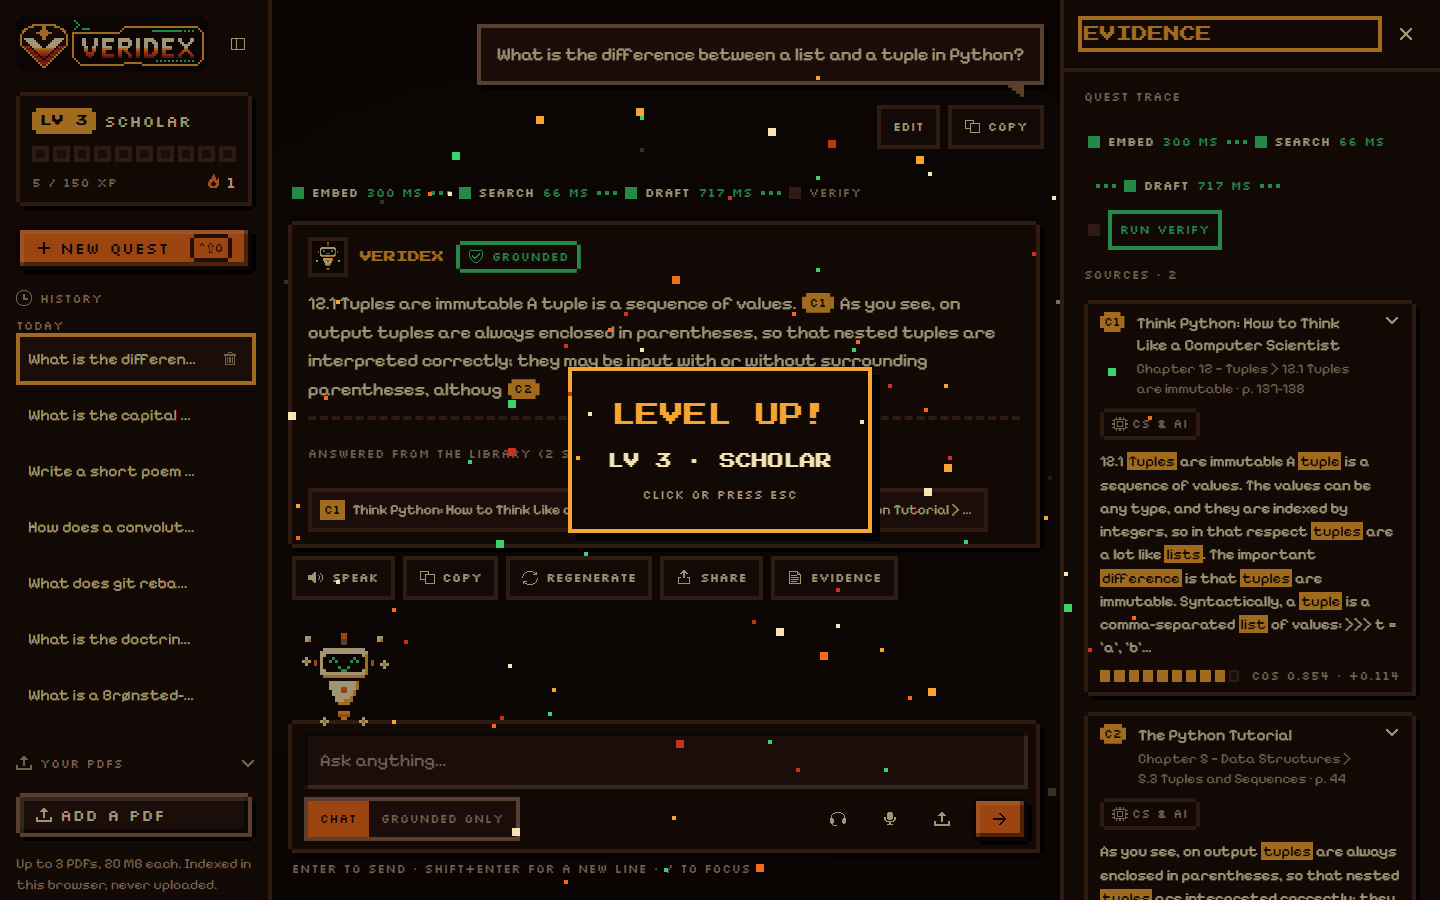 VERIDEX
LV 3 SCHOLAR
5 / 150 XP
1
+ NEW QUEST ^⇧O
HISTORY
TODAY
What is the differen...
What is the capital ...
Write a short poem ...
How does a convolut...
What does git reba...
What is the doctrin...
What is a Brønsted-...
YOUR PDFS
ADD A PDF
Up to 3 PDFs, 20 MB each. Indexed in
this browser, never uploaded.
What is the difference between a list and a tuple in Python?
EDIT
COPY
EMBED 300 MS SEARCH 66 MS DRAFT 717 MS VERIFY
VERIDEX GROUNDED
12.1 Tuples are immutable A tuple is a sequence of values. C1 As you see, on
output tuples are always enclosed in parentheses, so that nested tuples are
interpreted correctly; they may be input with or without surrounding
parentheses, althoug C2
ANSWERED FROM THE LIBRARY (2 S
C1 Think Python: How to Think Like
n Tutorial > ...
LEVEL UP!
LV 3 · SCHOLAR
CLICK OR PRESS ESC
SPEAK
COPY
REGENERATE
SHARE
EVIDENCE
Ask anything...
CHAT
GROUNDED ONLY
ENTER TO SEND · SHIFT+ENTER FOR A NEW LINE · / TO FOCUS
EVIDENCE
QUEST TRACE
EMBED 300 MS SEARCH 66 MS
DRAFT 717 MS
RUN VERIFY
SOURCES · 2
C1 Think Python: How to Think
Like a Computer Scientist
Chapter 12 - Tuples > 12.1 Tuples
are immutable · p. 137-138
CS & AI
12.1 Tuples are immutable A tuple is a
sequence of values. The values can be
any type, and they are indexed by
integers, so in that respect tuples are
a lot like lists. The important
difference is that tuples are
immutable. Syntactically, a tuple is a
comma-separated list of values: >>> t =
'a', 'b'...
COS 0.854 · +0.114
C2 The Python Tutorial
Chapter 5 - Data Structures >
5.3 Tuples and Sequences · p. 44
CS & AI
As you see, on output tuples are always
enclosed in parentheses, so that nested
tuples are interpreted correctly; they